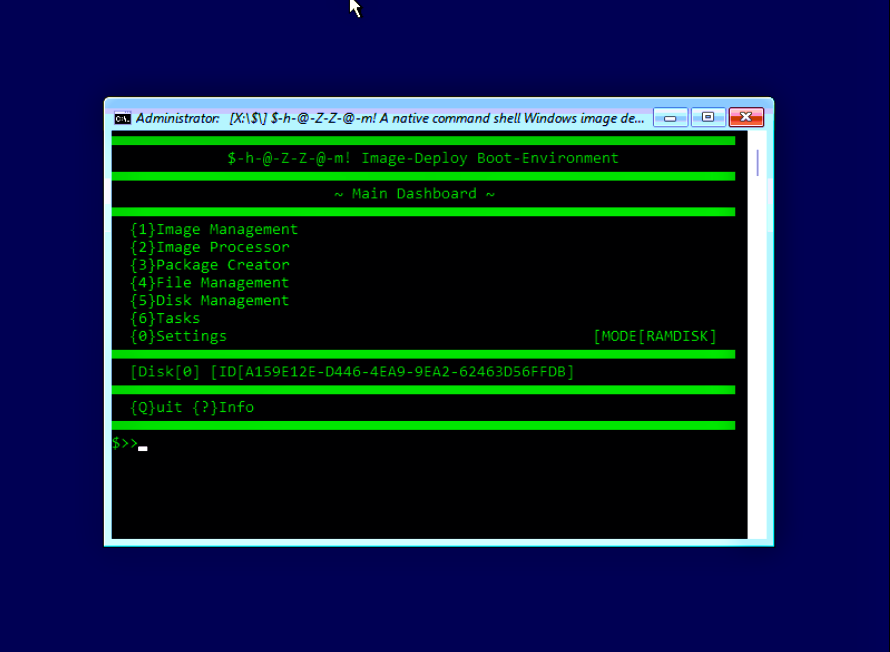 Administrator: [X:\$\] $-h-@-Z-Z-@-m! A native command shell Windows image de...
$-h-@-Z-Z-@-m! Image-Deploy Boot-Environment
~ Main Dashboard ~
{1}Image Management
{2}Image Processor
{3}Package Creator
{4}File Management
{5}Disk Management
{6}Tasks
{0}Settings [MODE[RAMDISK]
[Disk[0] [ID[A159E12E-D446-4EA9-9EA2-62463D56FFDB]
{Q}uit {?}Info
$>>